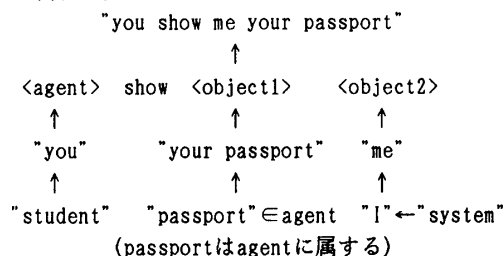 "you show me your passport"
↑
↑
<agent> show <object1> <object2>
↑ ↑ ↑
"you" "your passport" "me"
↑ ↑ ↑
"student" "passport"∈agent "I"←"system"
(passportはagentに属する)